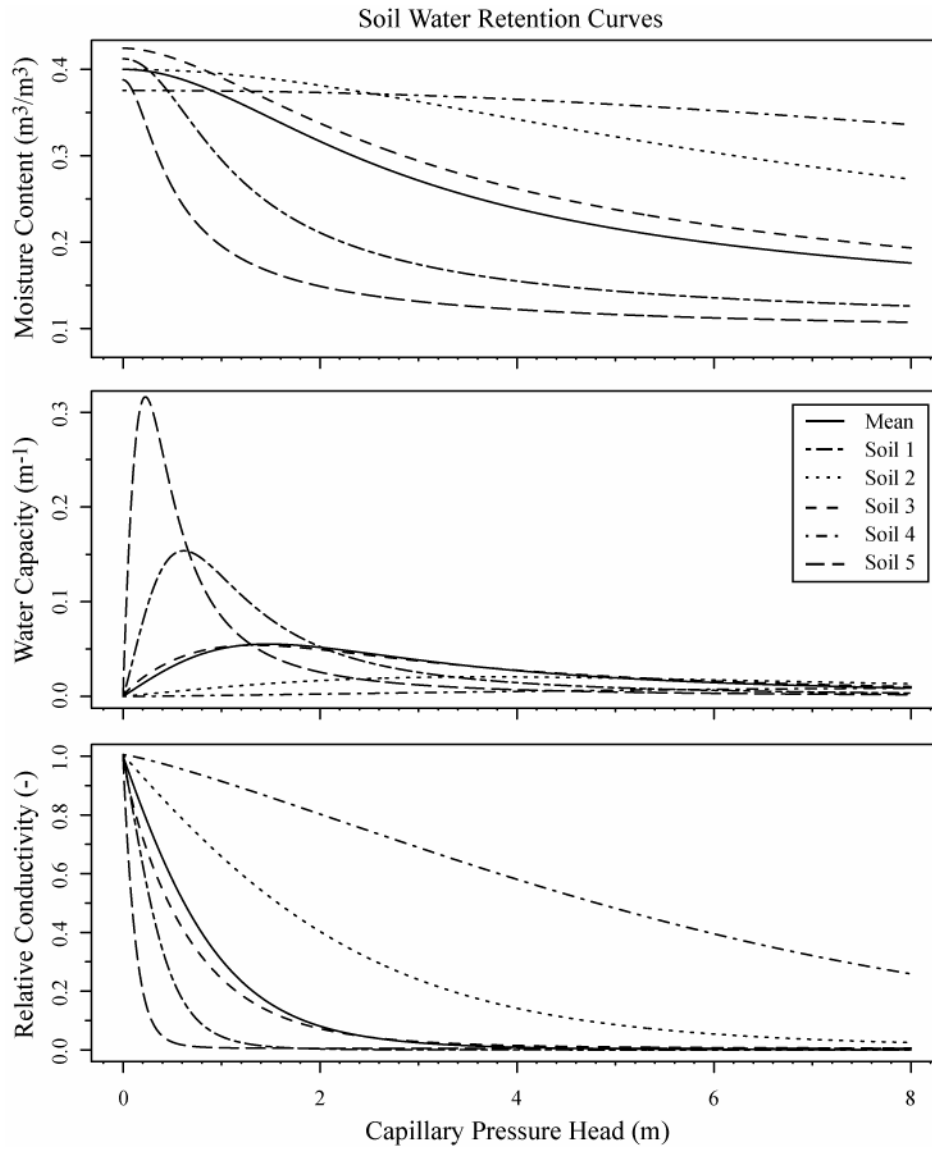 Soil Water Retention Curves
Moisture Content (m³/m³)
0.4
0.3
0.2
0.1
Water Capacity (m⁻¹)
0.3
0.2
0.1
0.0
Mean
Soil 1
Soil 2
Soil 3
Soil 4
Soil 5
Relative Conductivity (-)
1.0
0.8
0.6
0.4
0.2
0.0
0 2 4 6 8
Capillary Pressure Head (m)